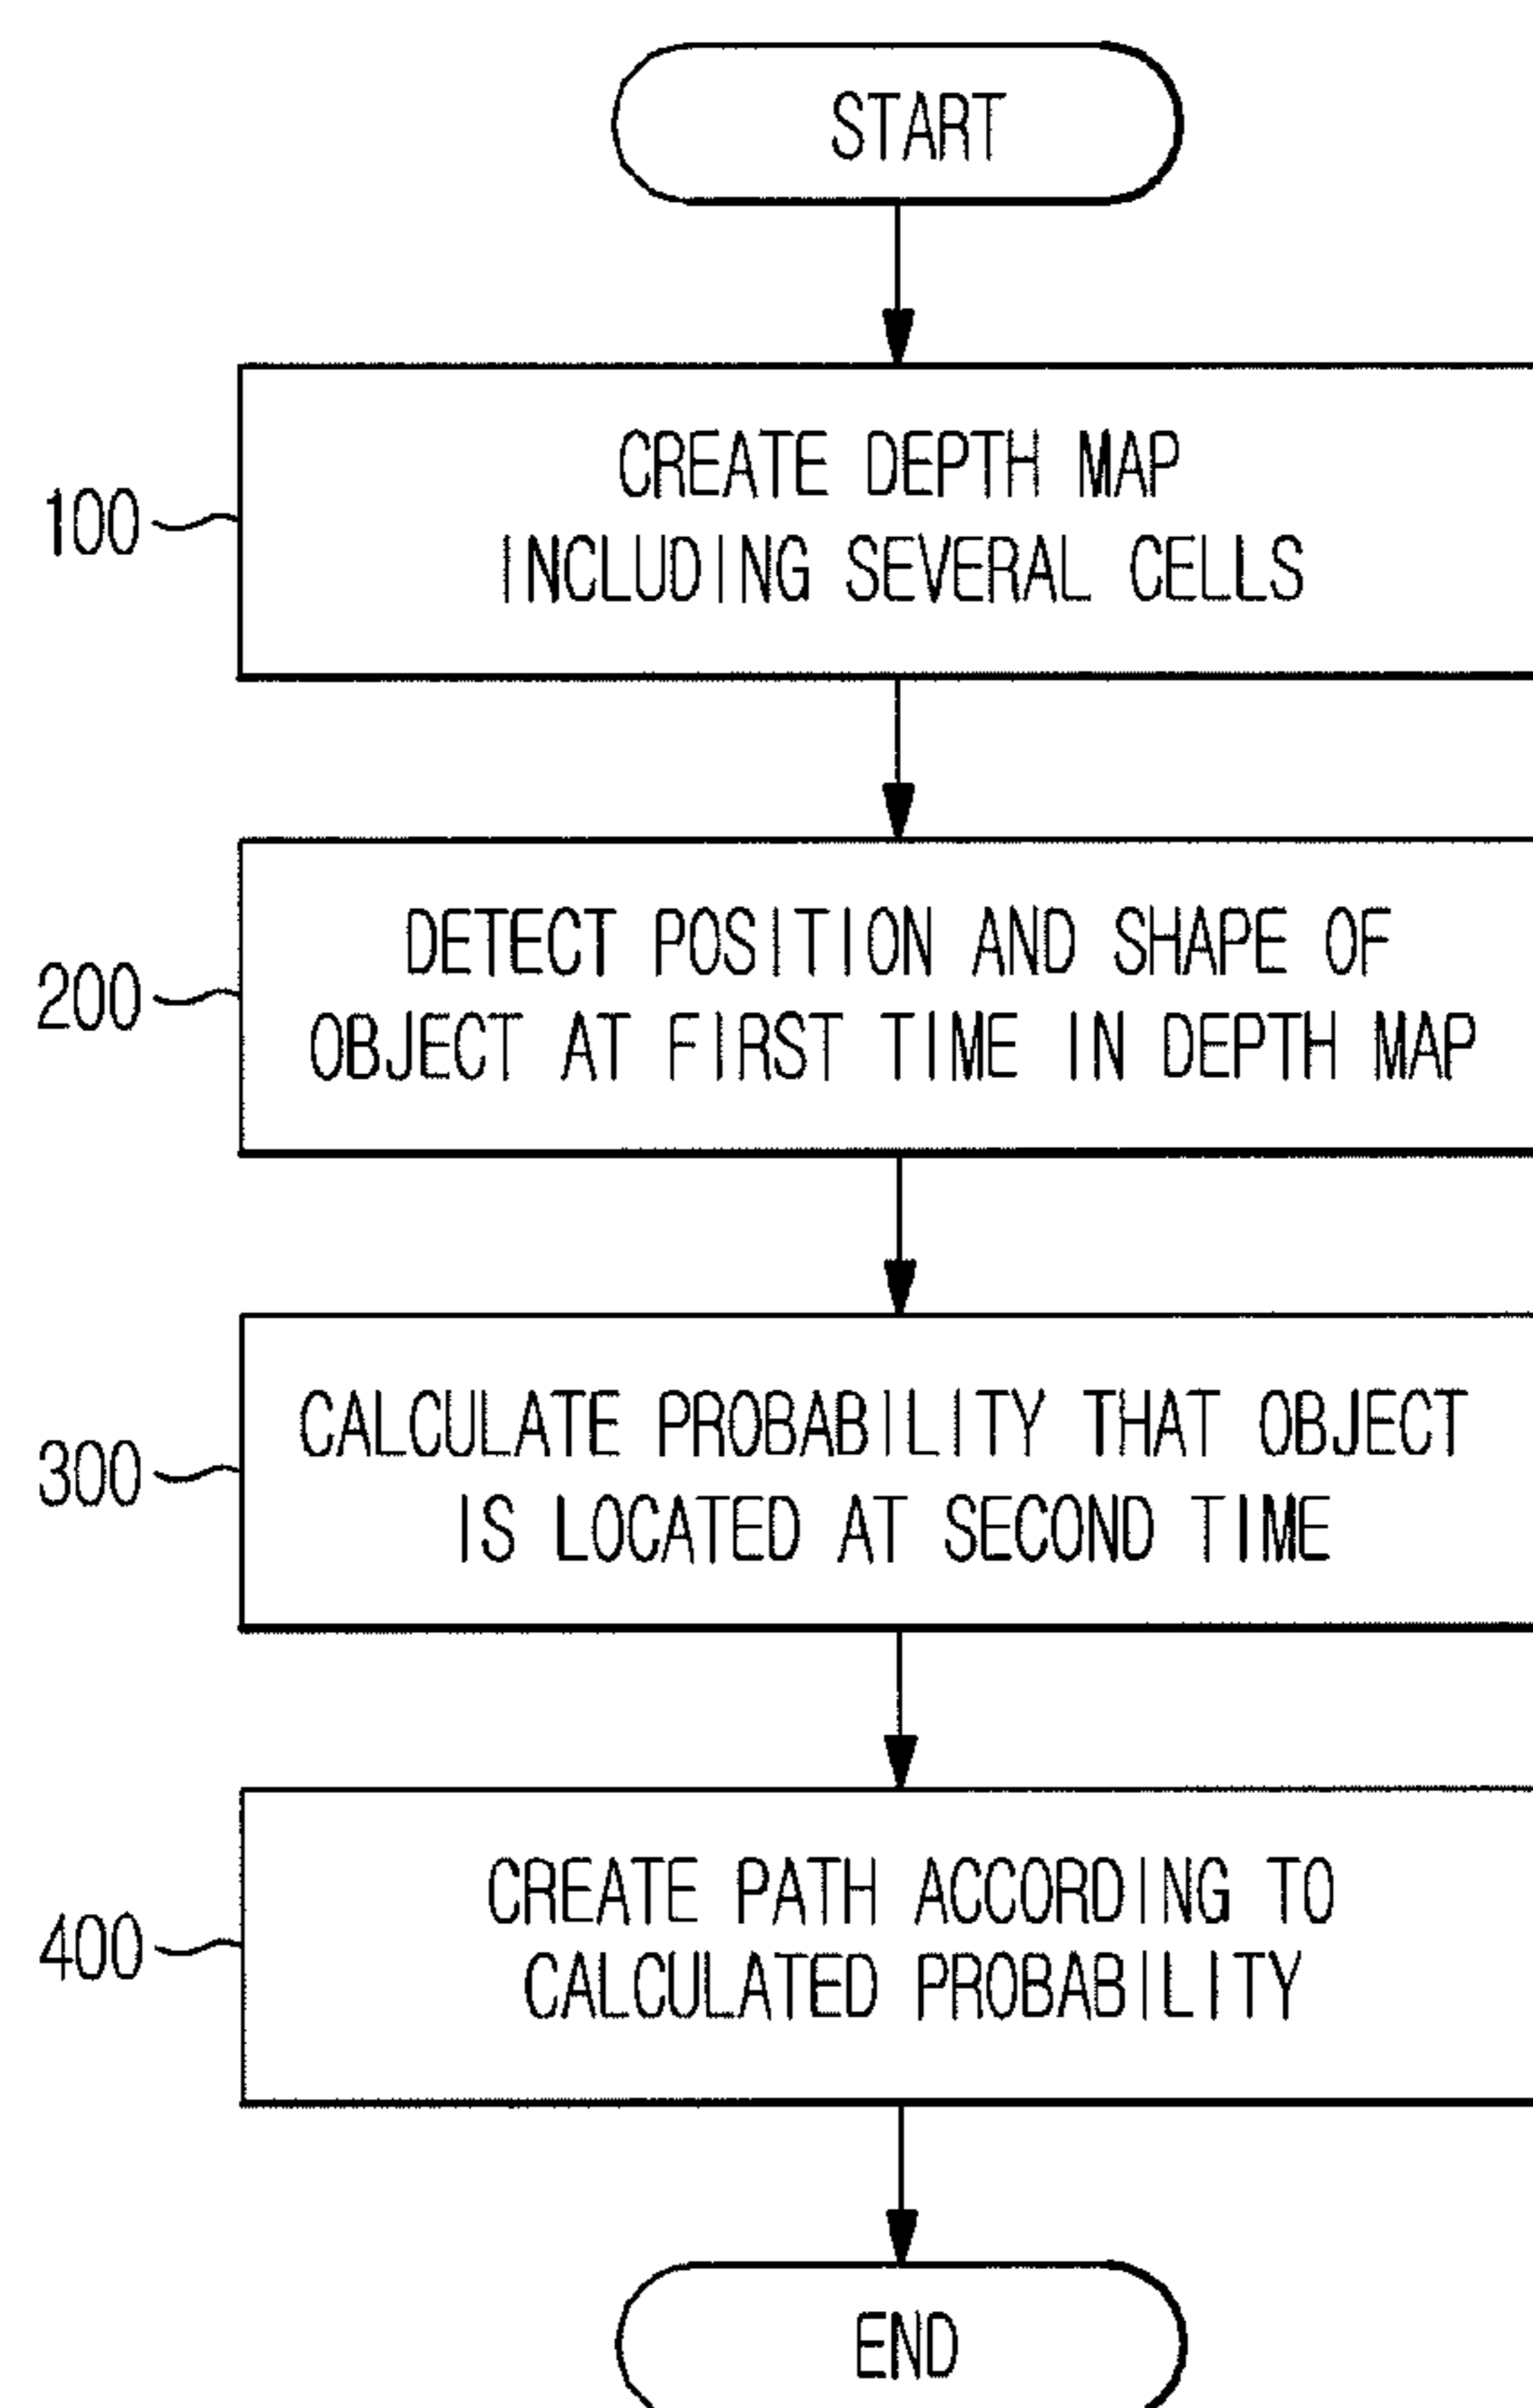 START
CREATE DEPTH MAP
INCLUDING SEVERAL CELLS
100
DETECT POSITION AND SHAPE OF
OBJECT AT FIRST TIME IN DEPTH MAP
200
CALCULATE PROBABILITY THAT OBJECT
IS LOCATED AT SECOND TIME
300
CREATE PATH ACCORDING TO
CALCULATED PROBABILITY
400
END